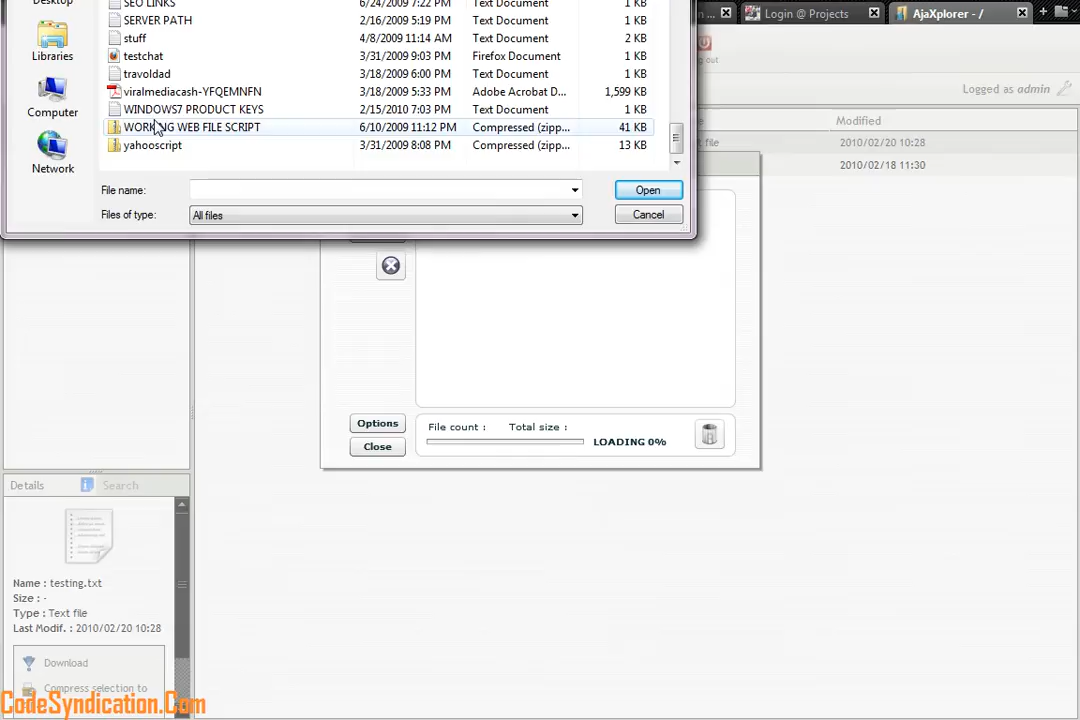 Desktop
SEO LINKS 6/24/2009 7:22 PM Text Document 1 KB
SERVER PATH 2/16/2009 5:19 PM Text Document 1 KB
Libraries
stuff 4/8/2009 11:14 AM Text Document 2 KB
testchat 3/31/2009 9:03 PM Firefox Document 1 KB
travoldad 3/18/2009 6:00 PM Text Document 1 KB
viralmediacash-YFQEMNFN 3/18/2009 5:33 PM Adobe Acrobat D... 1,599 KB
Computer
WINDOWS7 PRODUCT KEYS 2/15/2010 7:03 PM Text Document 1 KB
WORKING WEB FILE SCRIPT 6/10/2009 11:12 PM Compressed (zipp... 41 KB
yahooscript 3/31/2009 8:08 PM Compressed (zipp... 13 KB
Network
File name: Open
Files of type: All files Cancel
n ... Login @ Projects AjaXplorer - /
Logged as admin
Modified
2010/02/20 10:28
2010/02/18 11:30
Options
Close
File count : Total size :
LOADING 0%
Details Search
Name : testing.txt
Size : -
Type : Text file
Last Modif. : 2010/02/20 10:28
Download
Compress selection to
CodeSyndication.Com